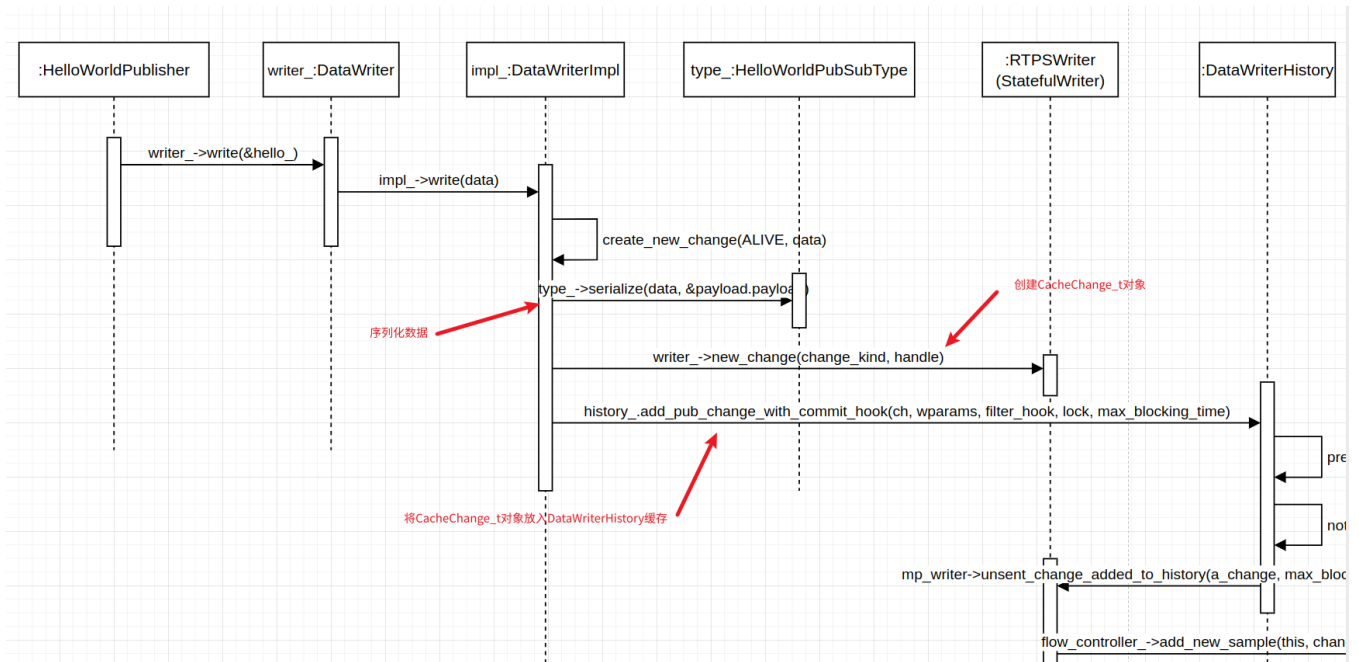 :HelloWorldPublisher
writer_:DataWriter
impl_:DataWriterImpl
type_:HelloWorldPubSubType
:RTPSWriter
(StatefulWriter)
:DataWriterHistory
writer_->write(&hello_)
impl_->write(data)
create_new_change(ALIVE, data)
type_->serialize(data, &payload.payload)
创建CacheChange_t对象
序列化数据
writer_->new_change(change_kind, handle)
history_.add_pub_change_with_commit_hook(ch, wparams, filter_hook, lock, max_blocking_time)
pre
将CacheChange_t对象放入DataWriterHistory缓存
not
mp_writer->unsent_change_added_to_history(a_change, max_bloc
flow_controller_->add_new_sample(this, chan